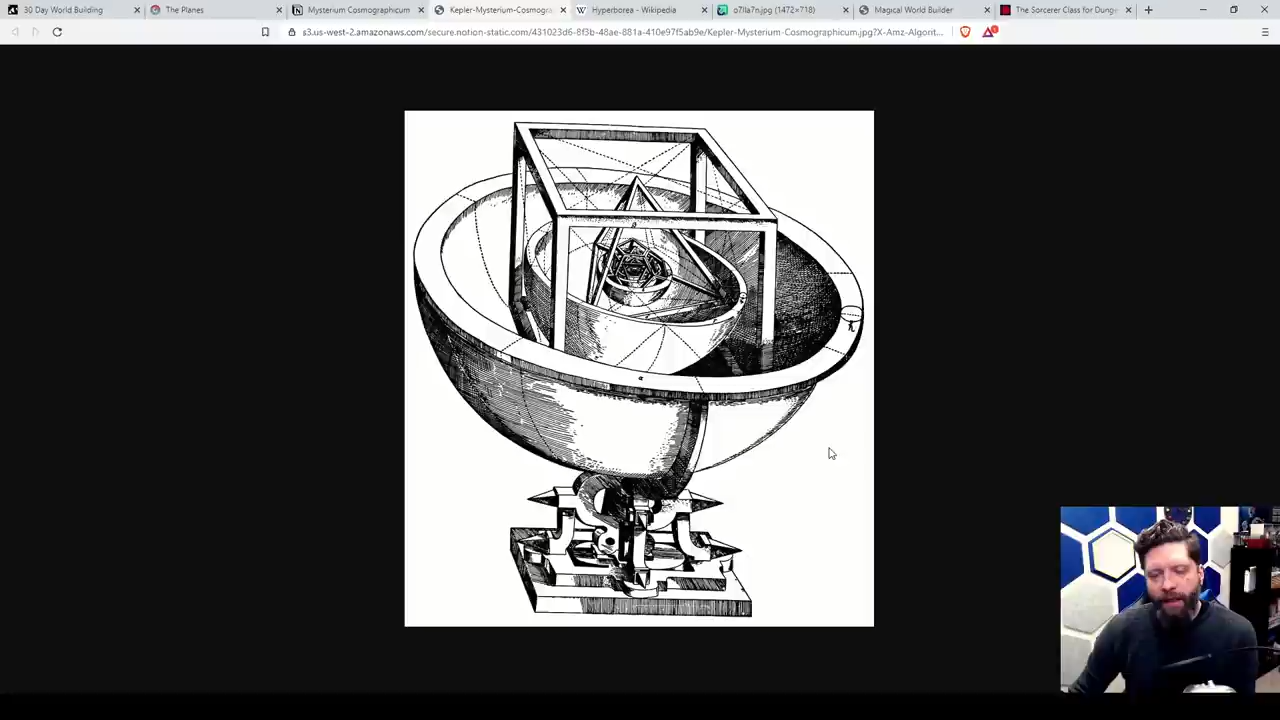 30 Day World Building
The Planes
Mysterium Cosmographicum
Kepler-Mysterium-Cosmogra
Hyperborea - Wikipedia
o7lla7n.jpg (1472×718)
Magical World Builder
The Sorcerer Class for Dunge
s3.us-west-2.amazonaws.com/secure.notion-static.com/431023d6-8f3b-48ae-881a-410e97f5ab9e/Kepler-Mysterium-Cosmographicum.jpg?X-Amz-Algorit...